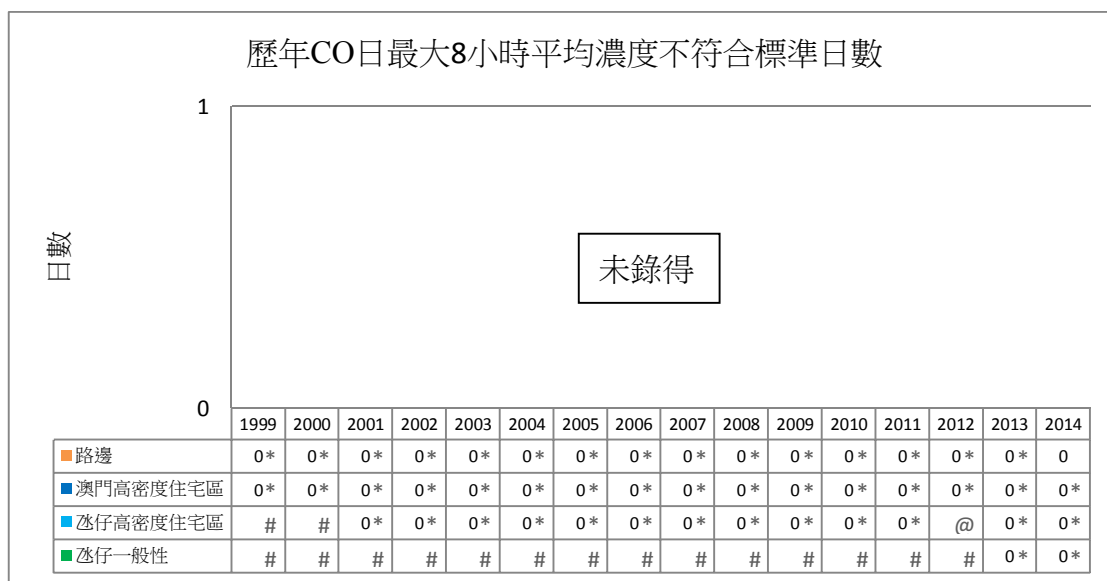 歷年CO日最大8小時平均濃度不符合標準日數
1
日數
未錄得
0
1999 2000 2001 2002 2003 2004 2005 2006 2007 2008 2009 2010 2011 2012 2013 2014
路邊 0* 0* 0* 0* 0* 0* 0* 0* 0* 0* 0* 0* 0* 0* 0* 0
澳門高密度住宅區 0* 0* 0* 0* 0* 0* 0* 0* 0* 0* 0* 0* 0* 0* 0* 0*
氹仔高密度住宅區 # # 0* 0* 0* 0* 0* 0* 0* 0* 0* 0* 0* @ 0* 0*
氹仔一般性 # # # # # # # # # # # # # # 0* 0*